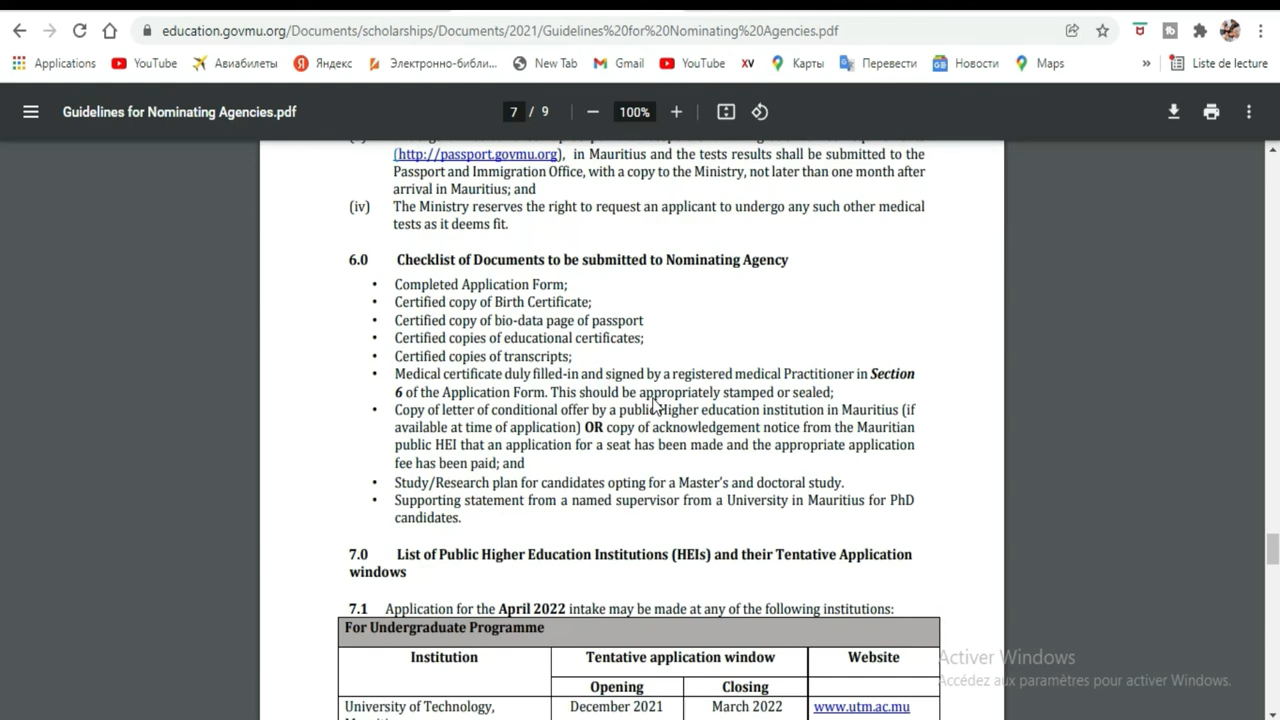 education.govmu.org/Documents/scholarships/Documents/2021/Guidelines%20for%20Nominating%20Agencies.pdf
Applications YouTube Авиабилеты Яндекс Электронно-библи... New Tab Gmail YouTube XV Карты Перевести Новости Maps » Liste de lecture
Guidelines for Nominating Agencies.pdf 7 / 9 100%
(http://passport.govmu.org), in Mauritius and the tests results shall be submitted to the
Passport and Immigration Office, with a copy to the Ministry, not later than one month after
arrival in Mauritius; and
(iv) The Ministry reserves the right to request an applicant to undergo any such other medical
tests as it deems fit.
6.0 Checklist of Documents to be submitted to Nominating Agency
• Completed Application Form;
• Certified copy of Birth Certificate;
• Certified copy of bio-data page of passport
• Certified copies of educational certificates;
• Certified copies of transcripts;
• Medical certificate duly filled-in and signed by a registered medical Practitioner in Section
6 of the Application Form. This should be appropriately stamped or sealed;
• Copy of letter of conditional offer by a public Higher education institution in Mauritius (if
available at time of application) OR copy of acknowledgement notice from the Mauritian
public HEI that an application for a seat has been made and the appropriate application
fee has been paid; and
• Study/Research plan for candidates opting for a Master's and doctoral study.
• Supporting statement from a named supervisor from a University in Mauritius for PhD
candidates.
7.0 List of Public Higher Education Institutions (HEIs) and their Tentative Application
windows
7.1 Application for the April 2022 intake may be made at any of the following institutions:
For Undergraduate Programme
Institution Tentative application window Website
Opening Closing
University of Technology, December 2021 March 2022 www.utm.ac.mu
Activer Windows
Accédez aux paramètres pour activer Windows.